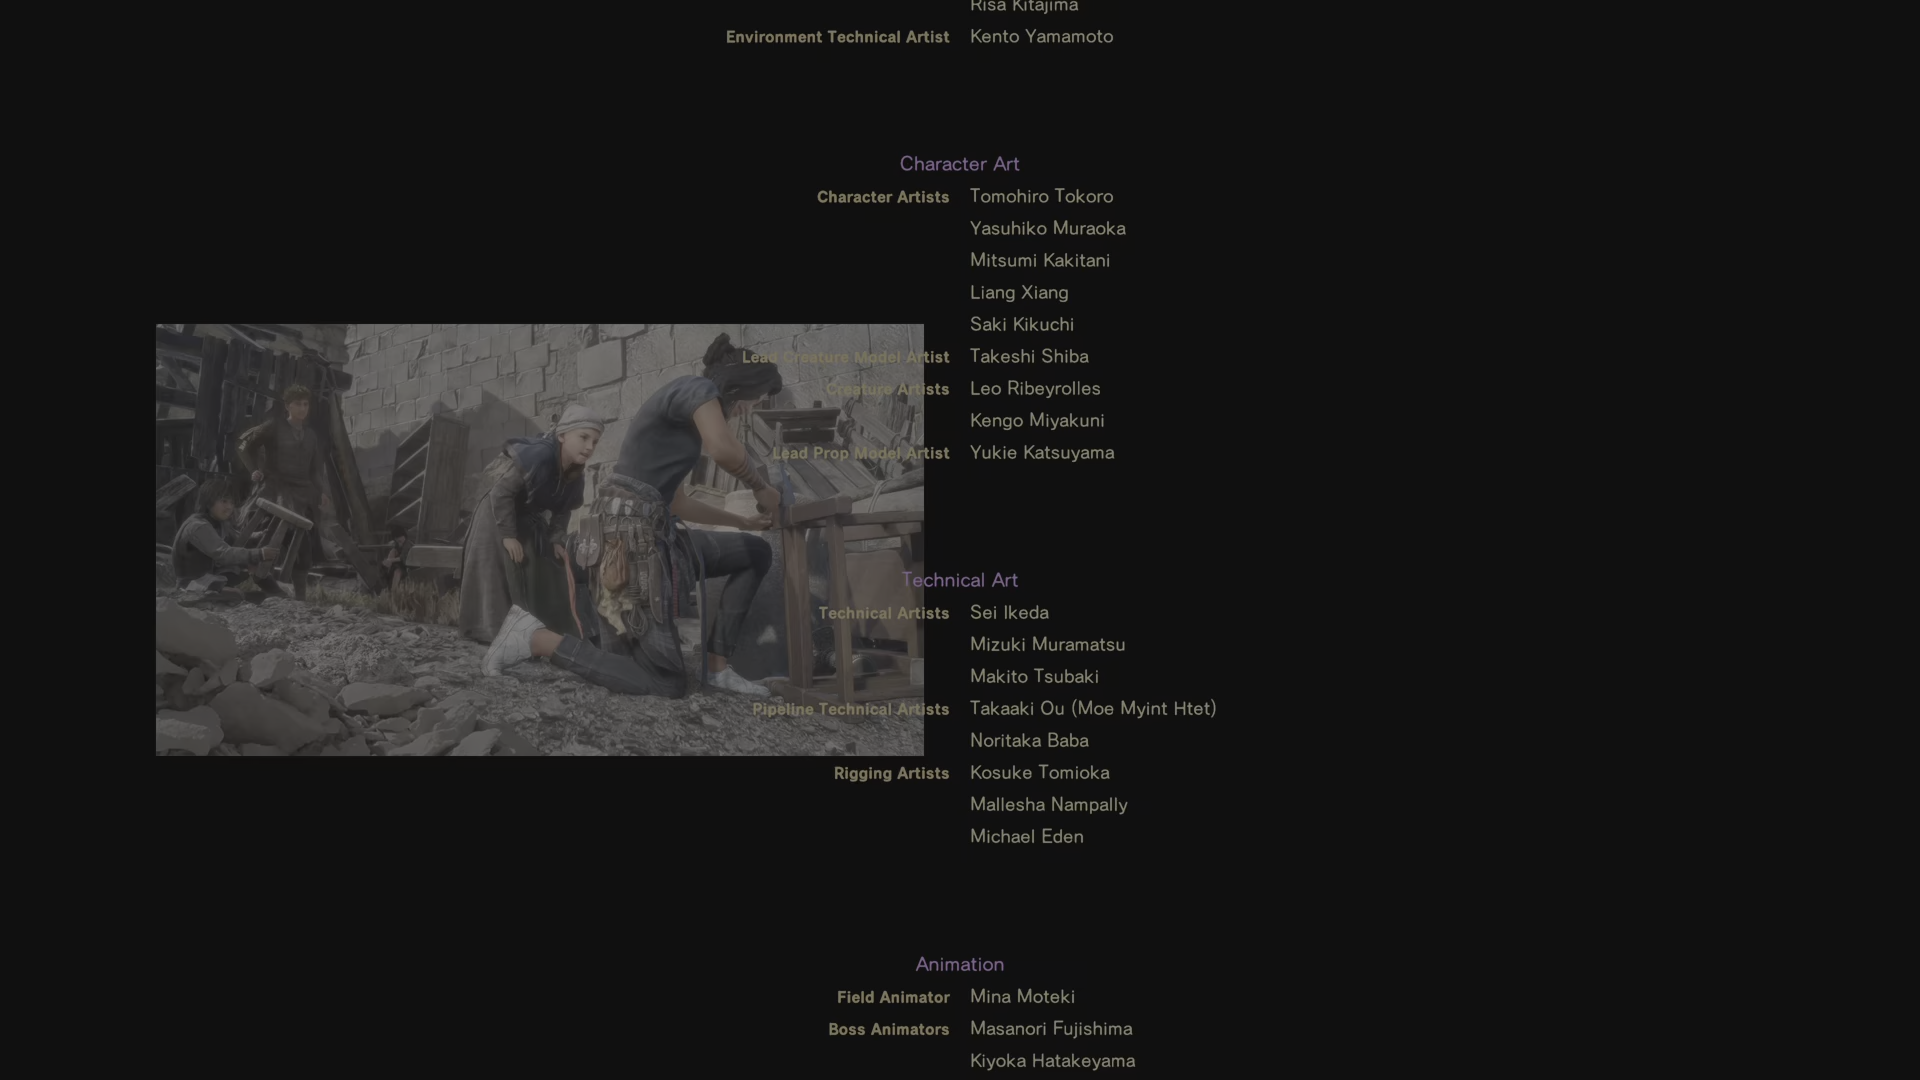 Risa Kitajima
Environment Technical Artist Kento Yamamoto
Character Art
Character Artists Tomohiro Tokoro
Yasuhiko Muraoka
Mitsumi Kakitani
Liang Xiang
Saki Kikuchi
Lead Creature Model Artist Takeshi Shiba
Creature Artists Leo Ribeyrolles
Kengo Miyakuni
Lead Prop Model Artist Yukie Katsuyama
Technical Art
Technical Artists Sei Ikeda
Mizuki Muramatsu
Makito Tsubaki
Pipeline Technical Artists Takaaki Ou (Moe Myint Htet)
Noritaka Baba
Rigging Artists Kosuke Tomioka
Mallesha Nampally
Michael Eden
Animation
Field Animator Mina Moteki
Boss Animators Masanori Fujishima
Kiyoka Hatakeyama